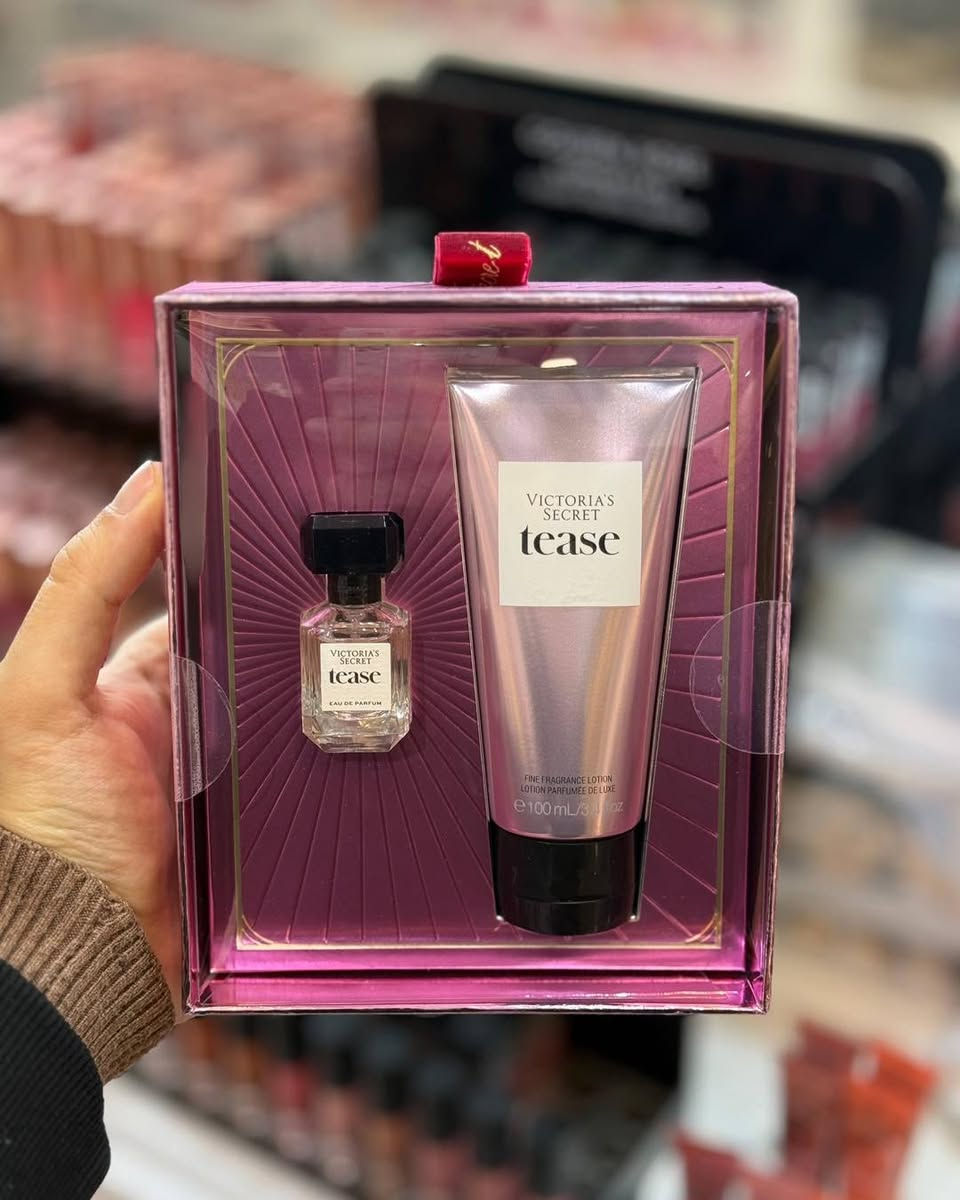 VICTORIA'S
SECRET
tease
EAU DE PARFUM
VICTORIA'S
SECRET
tease
FINE FRAGRANCE LOTION
LOTION PARFUMÉE DE LUXE
℮100 mL/